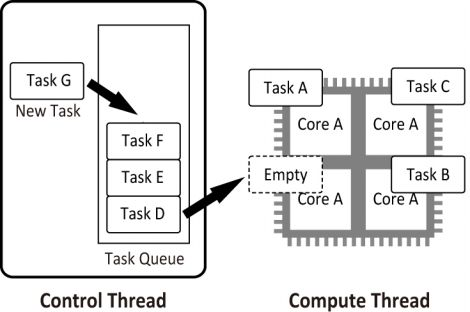 Task G
New Task
Task F
Task E
Task D
Task Queue
Control Thread
Task A
Task C
Core A
Core A
Empty
Task B
Core A
Core A
Compute Thread